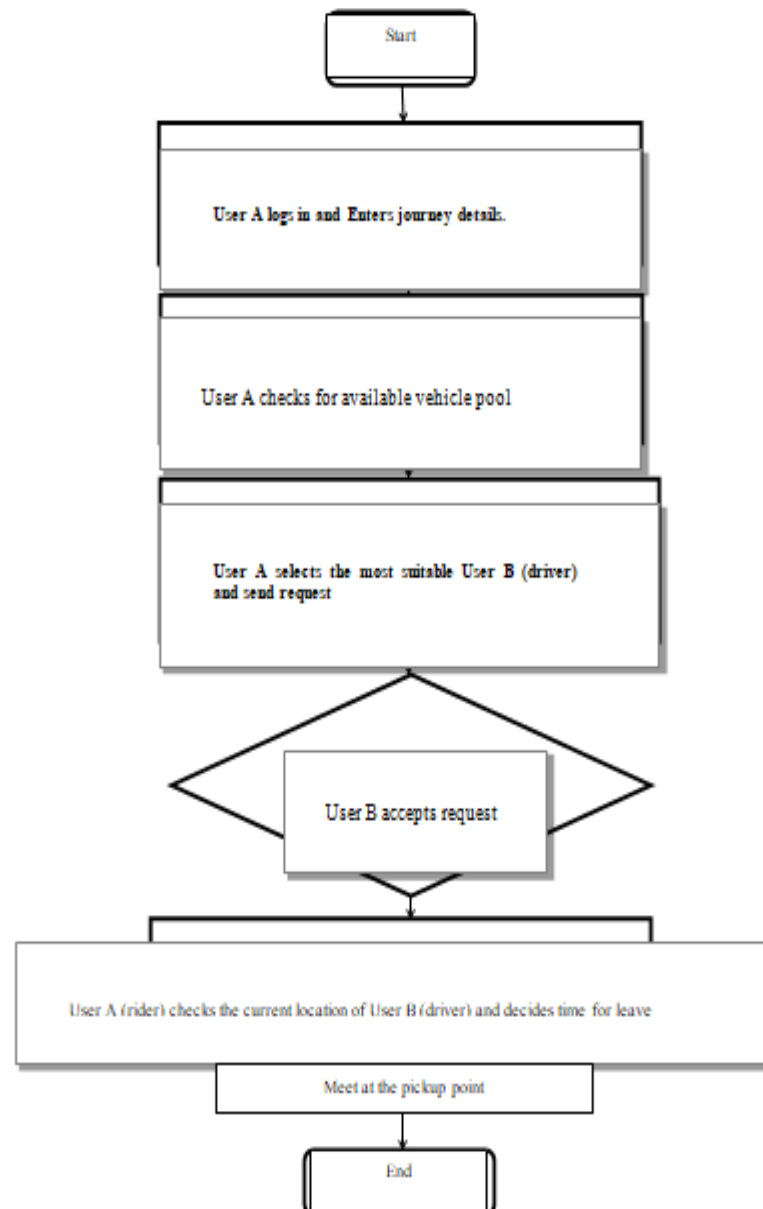 Start
User A logs in and Enters journey details.
User A checks for available vehicle pool
User A selects the most suitable User B (driver)
and send request
User B accepts request
User A (rider) checks the current location of User B (driver) and decides time for leave
Meet at the pickup point
End